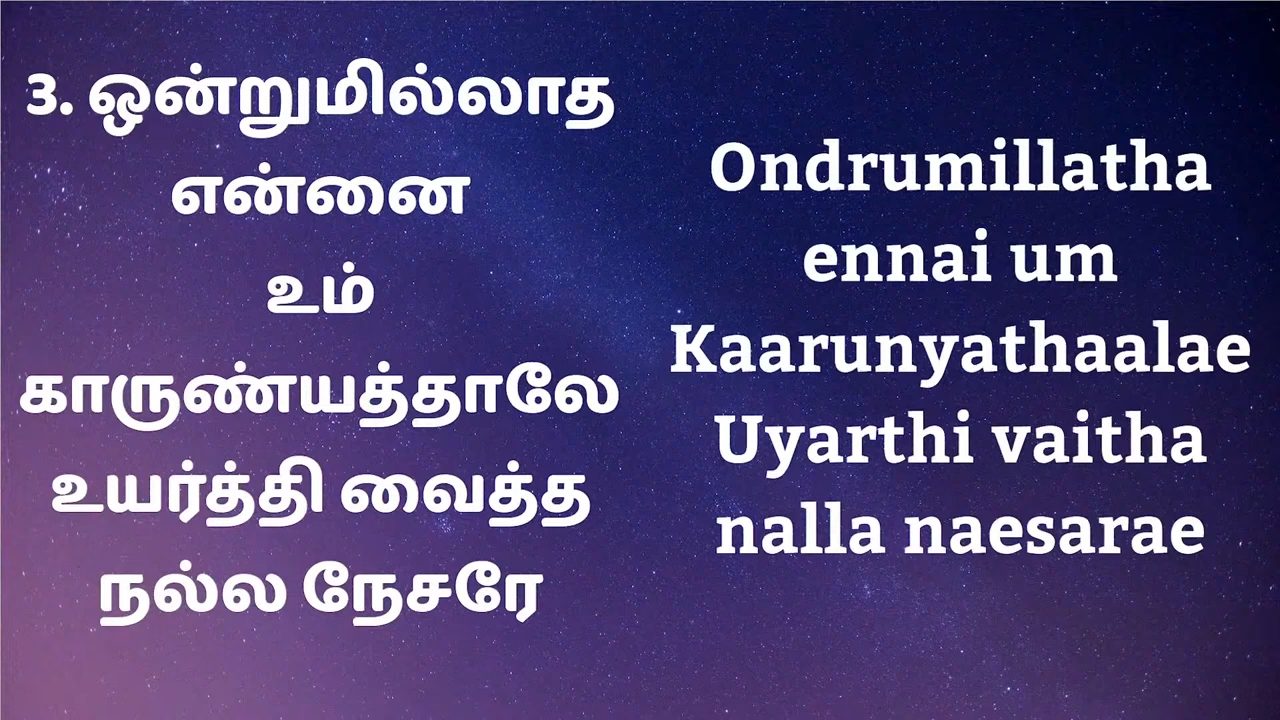 3. ஒன்றுமில்லாத
என்னை
உம்
காருண்யத்தாலே
உயர்த்தி வைத்த
நல்ல நேசரே
Ondrumillatha
ennai um
Kaarunyathaalae
Uyarthi vaitha
nalla naesarae